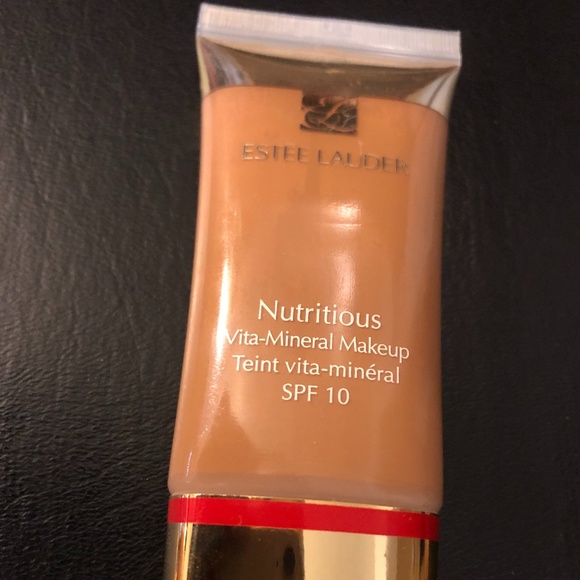 ESTEE LAUDER
Nutritious
Vita-Mineral Makeup
Teint vita-minéral
SPF 10